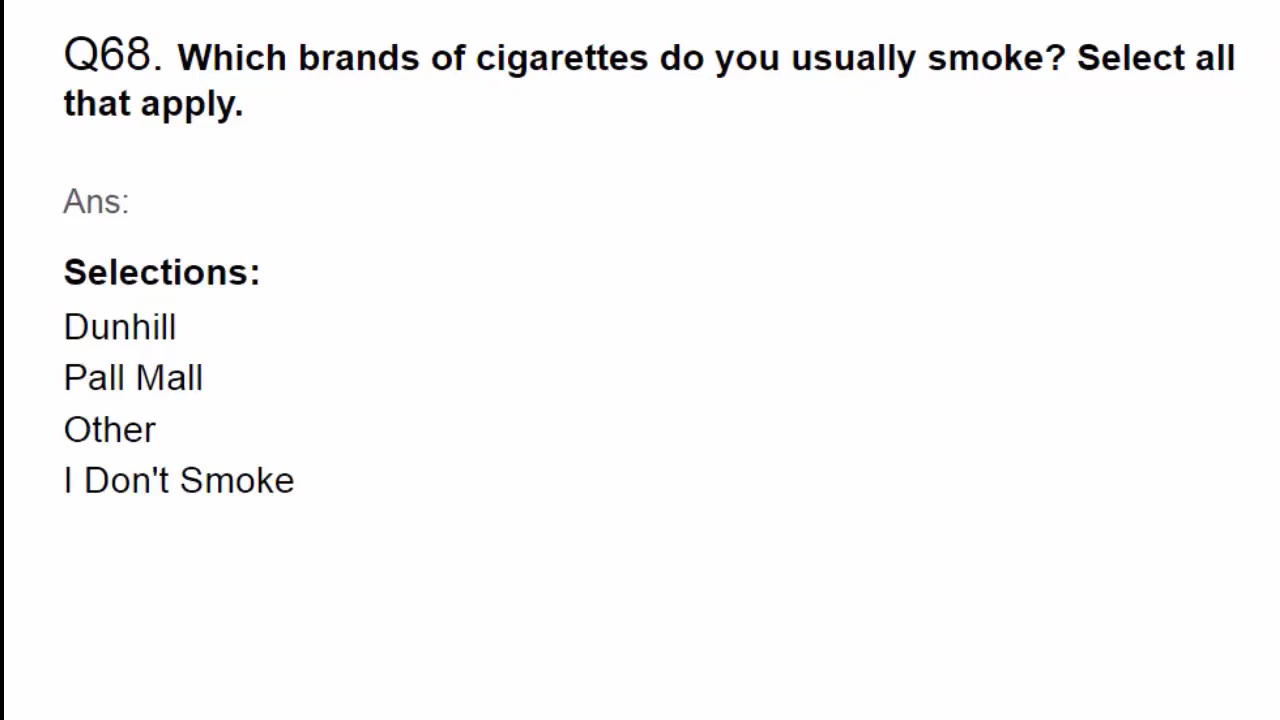 Q68. Which brands of cigarettes do you usually smoke? Select all
that apply.
Ans:
Selections:
Dunhill
Pall Mall
Other
I Don't Smoke